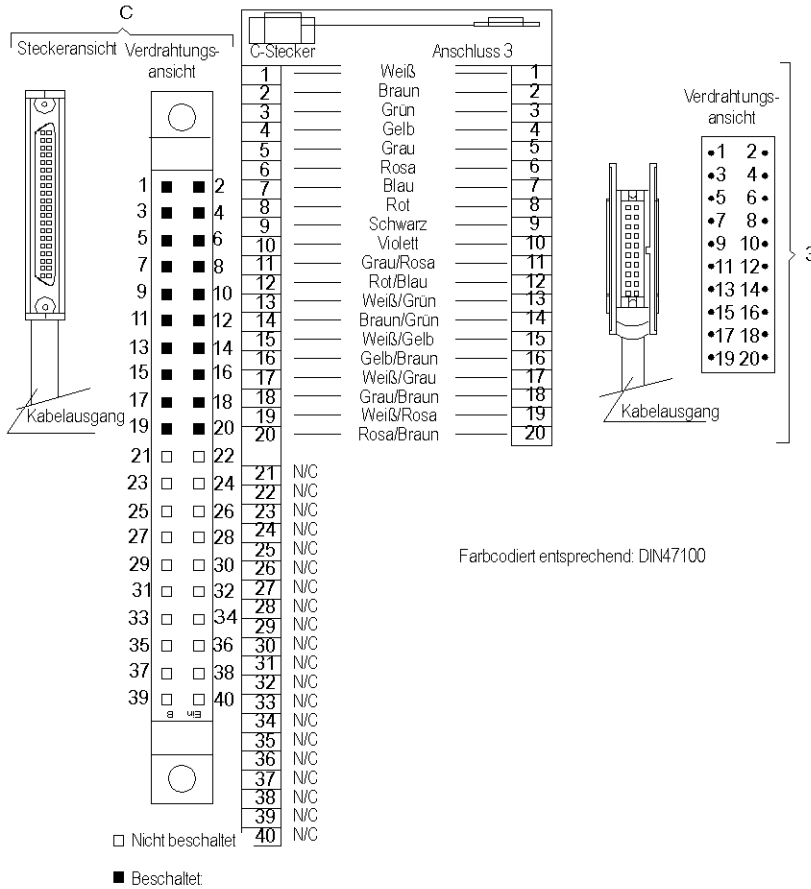 C
Steckeransicht Verdrahtungs-
ansicht
C-Stecker Anschluss 3
1 Weiß 1
2 Braun 2
3 Grün 3
4 Gelb 4
5 Grau 5
6 Rosa 6
7 Blau 7
8 Rot 8
9 Schwarz 9
10 Violett 10
11 Grau/Rosa 11
12 Rot/Blau 12
13 Weiß/Grün 13
14 Braun/Grün 14
15 Weiß/Gelb 15
16 Gelb/Braun 16
17 Weiß/Grau 17
18 Grau/Braun 18
19 Weiß/Rosa 19
20 Rosa/Braun 20
21 N/C
22 N/C
23 N/C
24 N/C
25 N/C
26 N/C
27 N/C
28 N/C
29 N/C
30 N/C
31 N/C
32 N/C
33 N/C
34 N/C
35 N/C
36 N/C
37 N/C
38 N/C
39 N/C
40 N/C
1 2
3 4
5 6
7 8
9 10
11 12
13 14
15 16
17 18
19 20
21 22
23 24
25 26
27 28
29 30
31 32
33 34
35 36
37 38
39 40
B Ein
Kabelausgang
Verdrahtungs-
ansicht
1 2
3 4
5 6
7 8
9 10
11 12
13 14
15 16
17 18
19 20
3
Kabelausgang
Farbcodiert entsprechend: DIN47100
Nicht beschaltet
Beschaltet